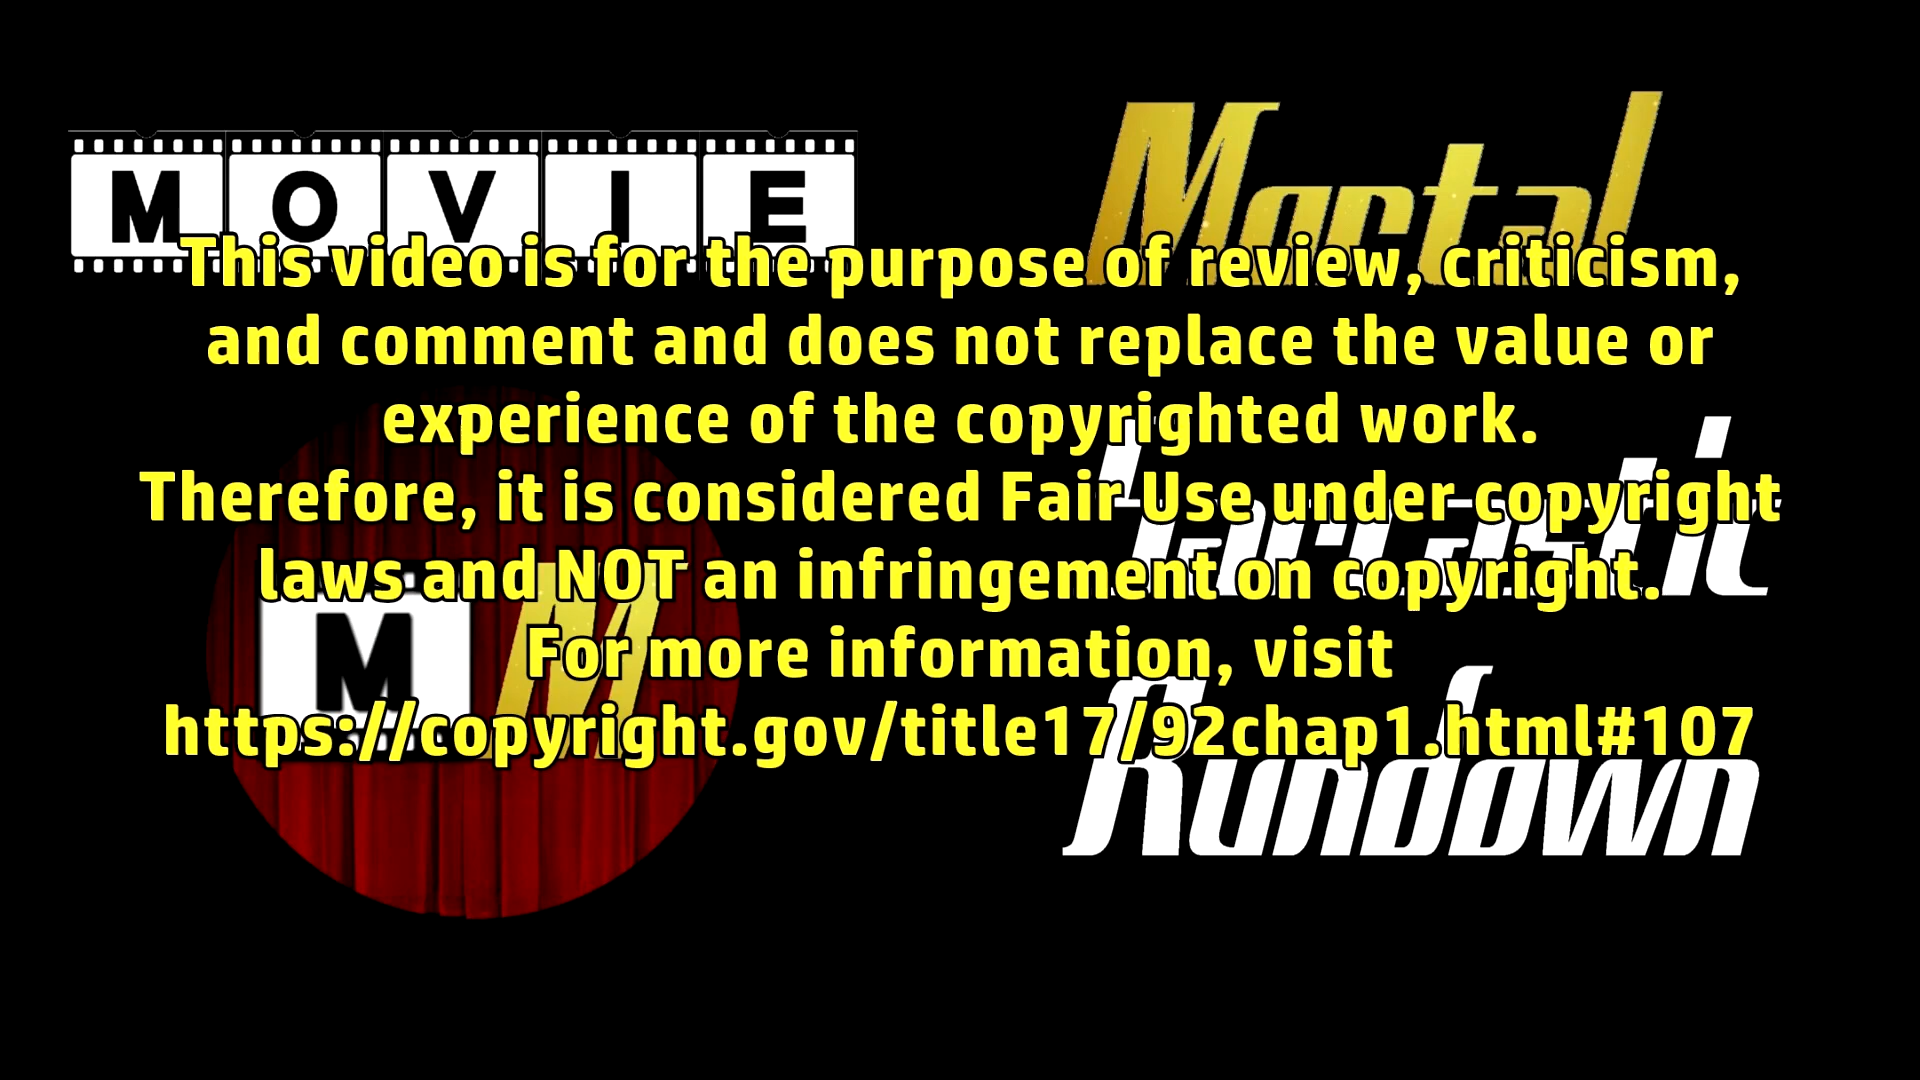 MOVIE
Mortal
This video is for the purpose of review, criticism,
and comment and does not replace the value or
experience of the copyrighted work.
Therefore, it is considered Fair Use under copyright
laws and NOT an infringement on copyright.
For more information, visit
https://copyright.gov/title17/92chap1.html#107
Fantastic
M M
Rundown